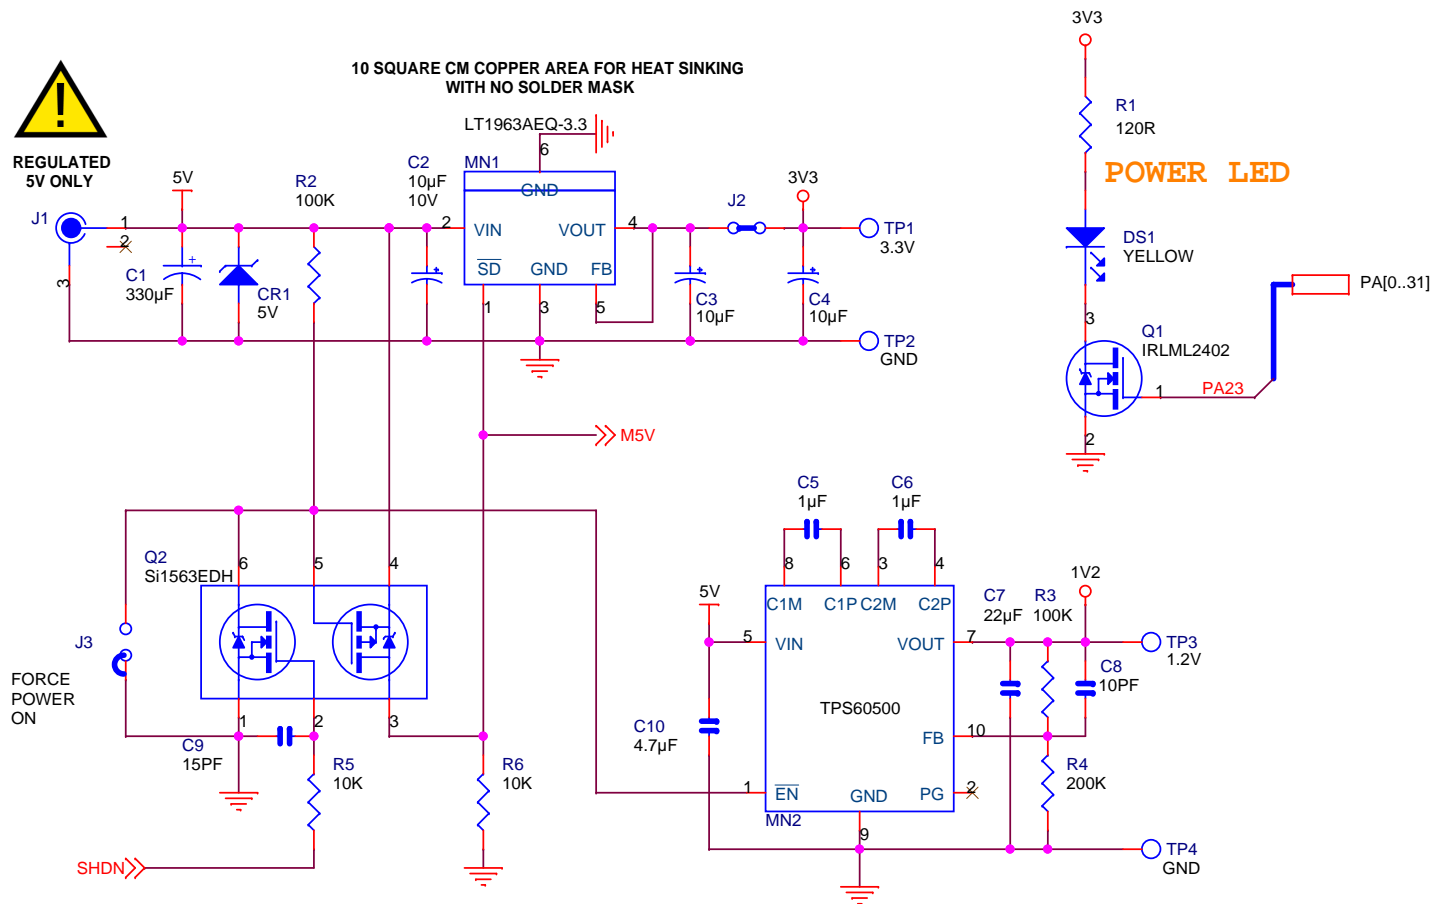 3V3
10 SQUARE CM COPPER AREA FOR HEAT SINKING
WITH NO SOLDER MASK
!
R1
120R
LT1963AEQ-3.3
6
REGULATED
5V ONLY
POWER LED
5V
R2
100K
C2
10µF
10V
MN1
GND
3V3
J2
J1
1
2
3
2
VIN
VOUT
4
TP1
3.3V
DS1
YELLOW
C1
330µF
+
CR1
5V
+
SD
GND
FB
1
3
5
+
C3
10µF
+
C4
10µF
PA[0..31]
TP2
GND
3
Q1
IRLML2402
1
PA23
2
M5V
C5
1µF
C6
1µF
Q2
Si1563EDH
6
5
4
8
6
3
4
5V
C1M
C1P
C2M
C2P
C7
22µF
R3
100K
1V2
J3
5
VIN
VOUT
7
TP3
1.2V
FORCE
POWER
ON
C8
10PF
TPS60500
1
2
3
C9
15PF
C10
4.7µF
FB
10
R5
10K
R6
10K
R4
200K
1
EN
GND
PG
2
MN2
9
TP4
GND
SHDN